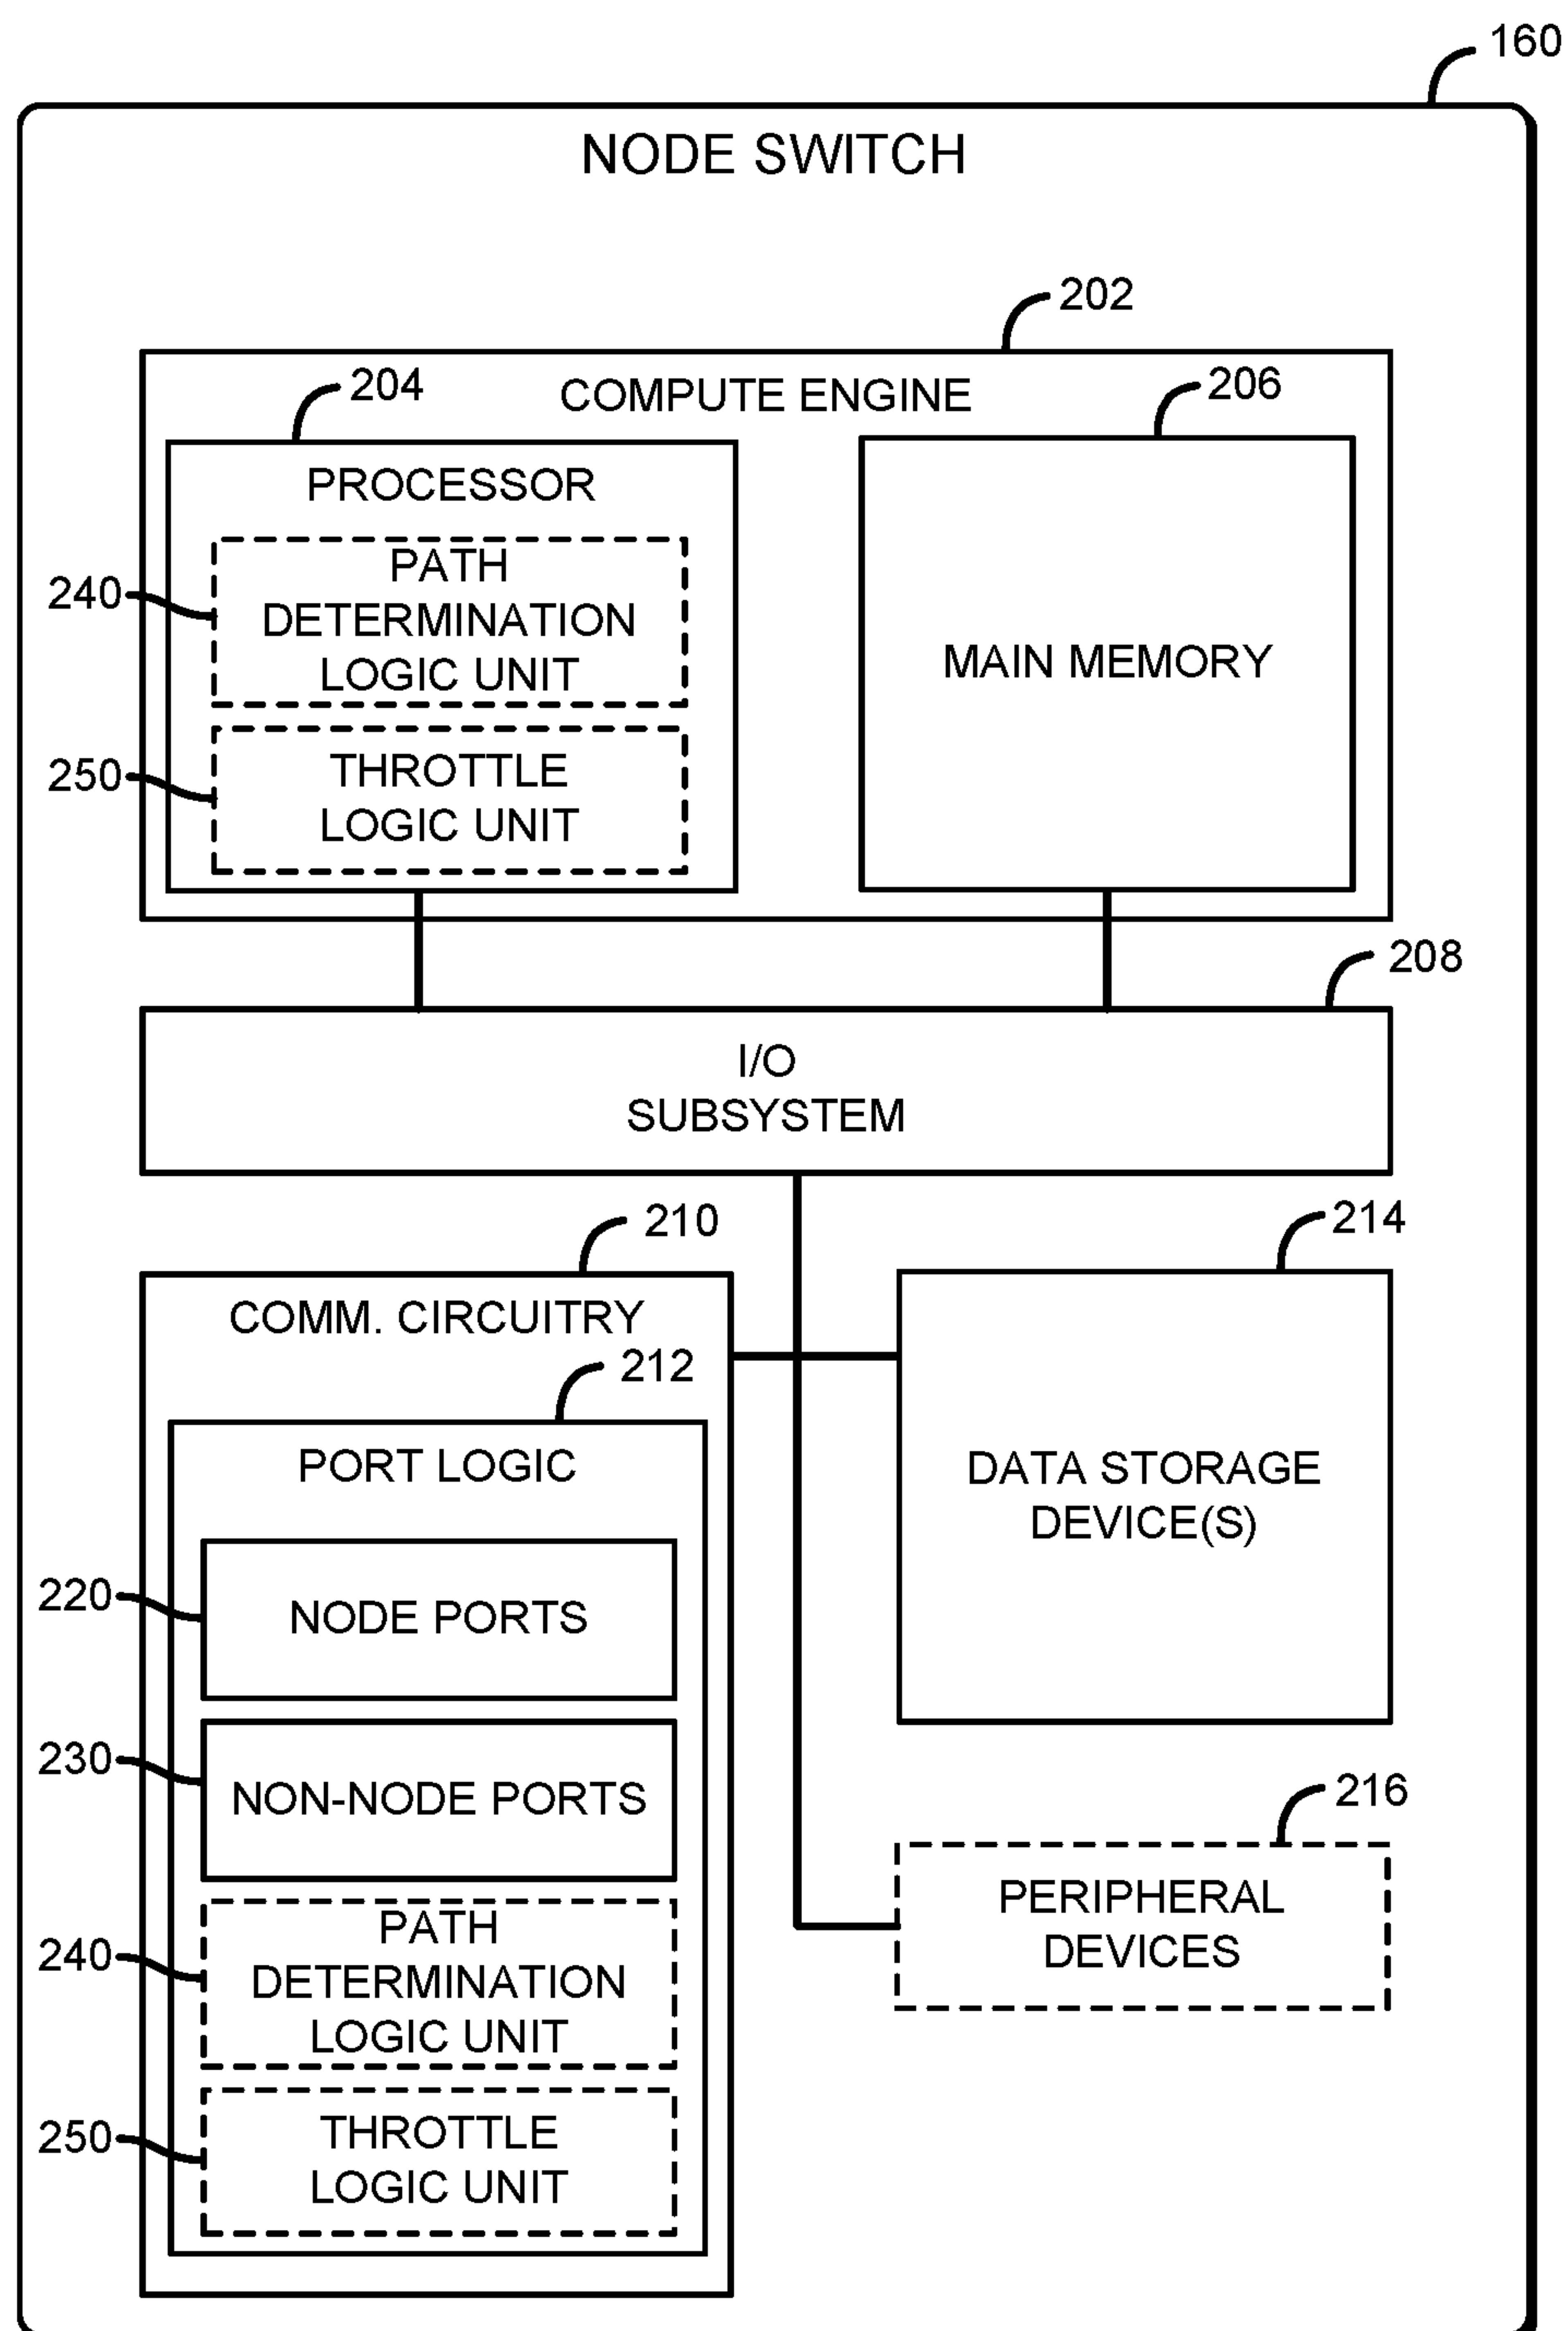 160
NODE SWITCH
202
204
COMPUTE ENGINE
206
PROCESSOR
240
PATH
DETERMINATION
LOGIC UNIT
250
THROTTLE
LOGIC UNIT
MAIN MEMORY
208
I/O
SUBSYSTEM
210
COMM. CIRCUITRY
212
PORT LOGIC
220
NODE PORTS
230
NON-NODE PORTS
240
PATH
DETERMINATION
LOGIC UNIT
250
THROTTLE
LOGIC UNIT
214
DATA STORAGE
DEVICE(S)
216
PERIPHERAL
DEVICES